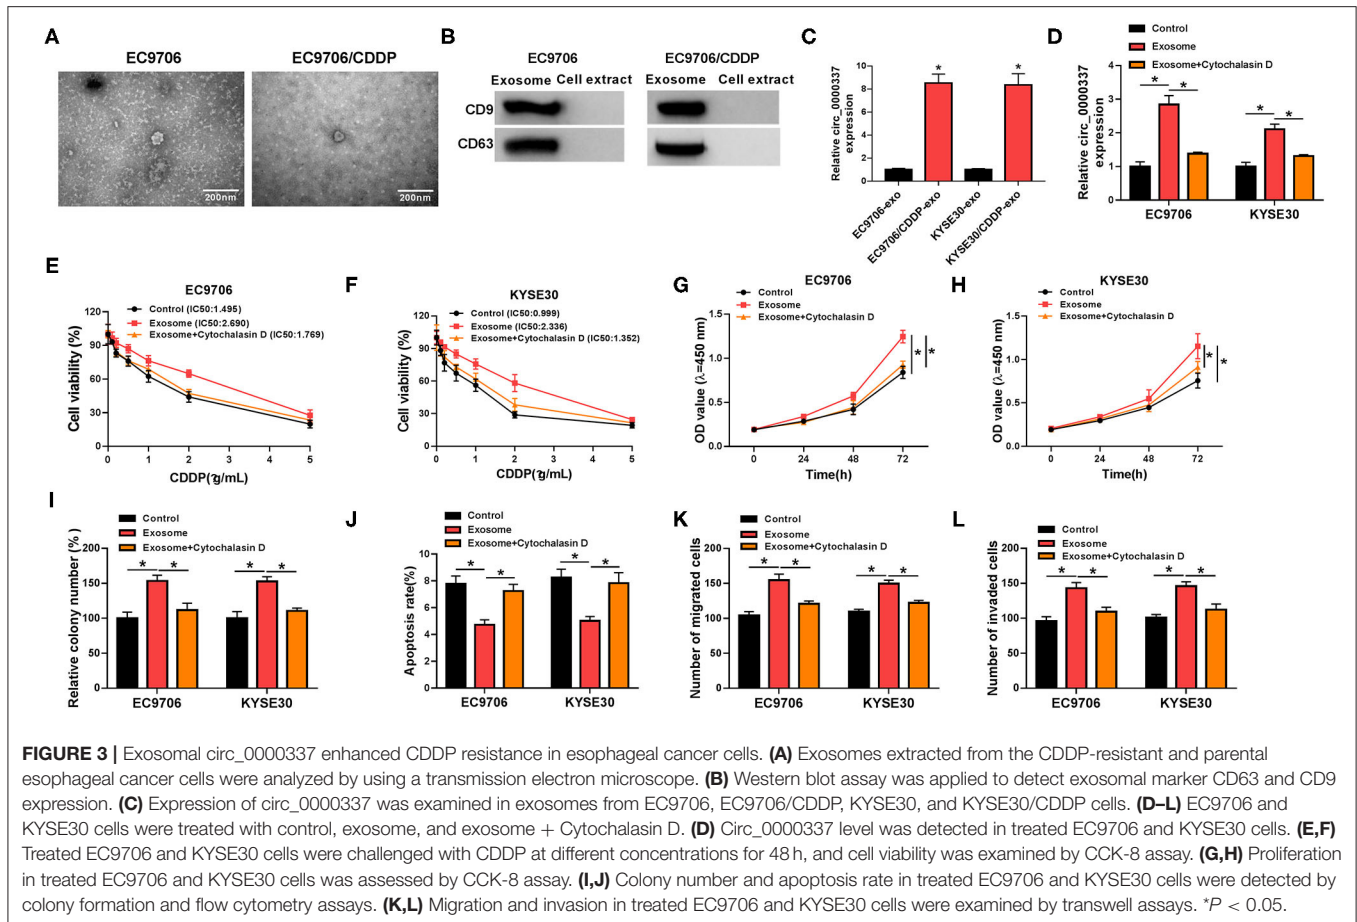 A
EC9706
EC9706/CDDP
200nm
200nm
B
EC9706
EC9706/CDDP
Exosome Cell extract
Exosome Cell extract
CD9
CD63
C
Relative circ_0000337
expression
10
8
6
4
2
0
*
*
EC9706-exo
EC9706/CDDP-exo
KYSE30-exo
KYSE30/CDDP-exo
D
Control
Exosome
Exosome+Cytochalasin D
Relative circ_0000337
expression
4
3
2
1
0
* *
* *
EC9706
KYSE30
E
EC9706
Control (IC50:1.495)
Exosome (IC50:2.690)
Exosome+Cytochalasin D (IC50:1.769)
Cell viability (%)
120
90
60
30
0
0 1 2 3 4 5
CDDP(?g/mL)
F
KYSE30
Control (IC50:0.999)
Exosome (IC50:2.336)
Exosome+Cytochalasin D (IC50:1.352)
Cell viability (%)
120
90
60
30
0
0 1 2 3 4 5
CDDP(?g/mL)
G
EC9706
Control
Exosome
Exosome+Cytochalasin D
OD value (λ=450 nm)
1.5
1.0
0.5
0.0
* *
0 24 48 72
Time(h)
H
KYSE30
Control
Exosome
Exosome+Cytochalasin D
OD value (λ=450 nm)
1.5
1.0
0.5
0.0
* *
0 24 48 72
Time(h)
I
Control
Exosome
Exosome+Cytochalasin D
Relative colony number (%)
200
150
100
50
0
* *
* *
EC9706
KYSE30
J
Control
Exosome
Exosome+Cytochalasin D
Apoptosis rate(%)
10
8
6
4
2
0
* *
* *
EC9706
KYSE30
K
Control
Exosome
Exosome+Cytochalasin D
Number of migrated cells
200
150
100
50
0
* *
* *
EC9706
KYSE30
L
Control
Exosome
Exosome+Cytochalasin D
Number of invaded cells
200
150
100
50
0
* *
* *
EC9706
KYSE30
FIGURE 3 | Exosomal circ_0000337 enhanced CDDP resistance in esophageal cancer cells. (A) Exosomes extracted from the CDDP-resistant and parental
esophageal cancer cells were analyzed by using a transmission electron microscope. (B) Western blot assay was applied to detect exosomal marker CD63 and CD9
expression. (C) Expression of circ_0000337 was examined in exosomes from EC9706, EC9706/CDDP, KYSE30, and KYSE30/CDDP cells. (D–L) EC9706 and
KYSE30 cells were treated with control, exosome, and exosome + Cytochalasin D. (D) Circ_0000337 level was detected in treated EC9706 and KYSE30 cells. (E,F)
Treated EC9706 and KYSE30 cells were challenged with CDDP at different concentrations for 48 h, and cell viability was examined by CCK-8 assay. (G,H) Proliferation
in treated EC9706 and KYSE30 cells was assessed by CCK-8 assay. (I,J) Colony number and apoptosis rate in treated EC9706 and KYSE30 cells were detected by
colony formation and flow cytometry assays. (K,L) Migration and invasion in treated EC9706 and KYSE30 cells were examined by transwell assays. *P < 0.05.